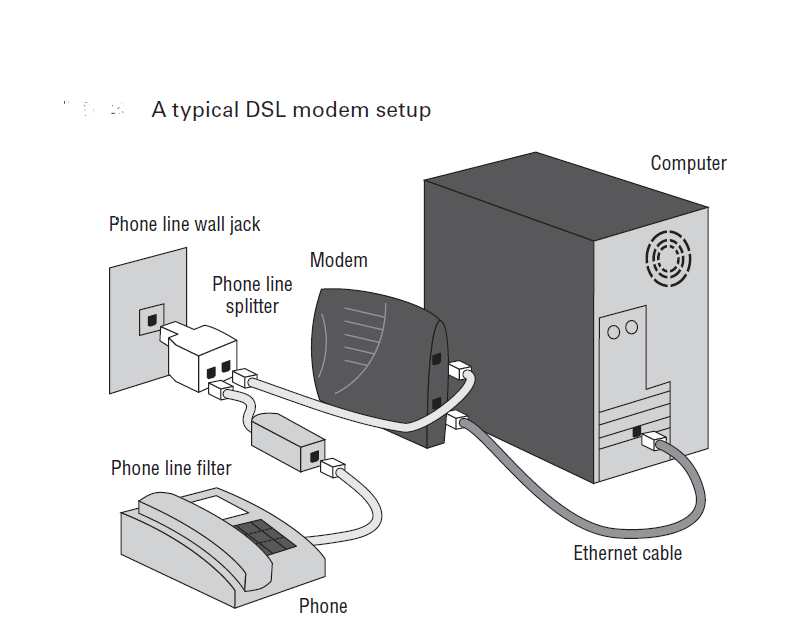 A typical DSL modem setup
Computer
Phone line wall jack
Modem
Phone line
splitter
Phone line filter
Ethernet cable
Phone